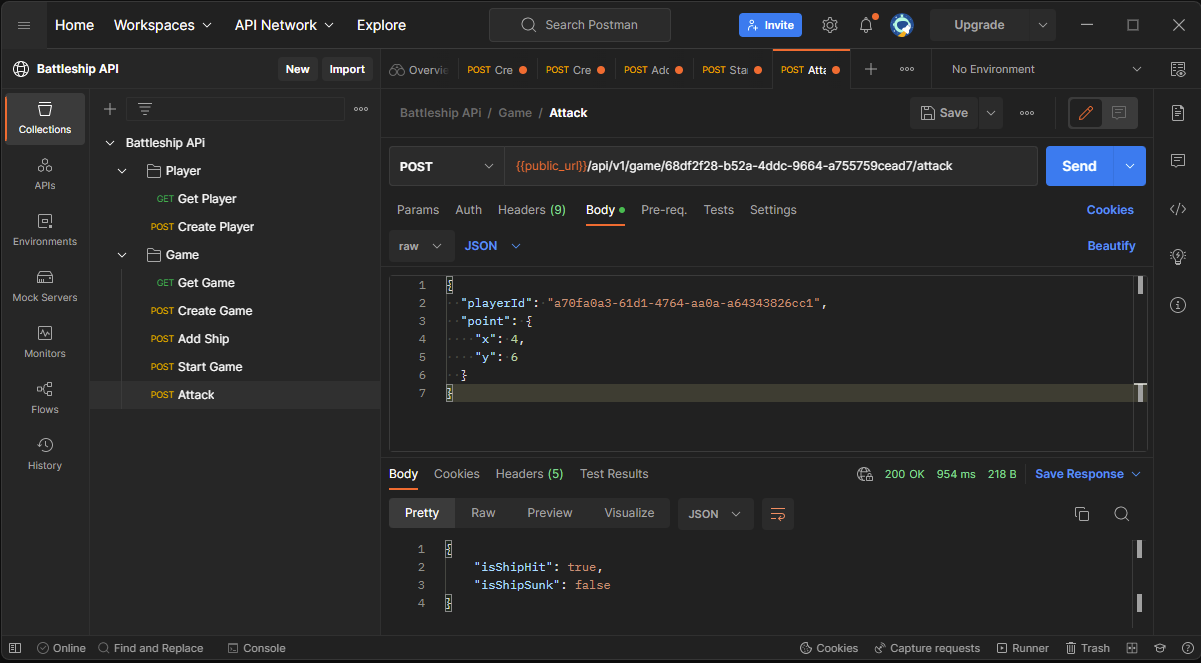 Home Workspaces API Network Explore Search Postman Invite Upgrade
Battleship API New Import Overvie POST Cre POST Cre POST Adc POST Star POST Atta No Environment
Collections
APIs
Environments
Mock Servers
Monitors
Flows
History
Battleship APi
Player
GET Get Player
POST Create Player
Game
GET Get Game
POST Create Game
POST Add Ship
POST Start Game
POST Attack
Battleship APi / Game / Attack Save
POST {{public_url}}/api/v1/game/68df2f28-b52a-4ddc-9664-a755759cead7/attack Send
Params Auth Headers (9) Body Pre-req. Tests Settings Cookies
raw JSON Beautify
1 {
2 "playerId": "a70fa0a3-61d1-4764-aa0a-a64343826cc1",
3 "point": {
4 "x": 4,
5 "y": 6
6 }
7 }
Body Cookies Headers (5) Test Results 200 OK 954 ms 218 B Save Response
Pretty Raw Preview Visualize JSON
1 {
2 "isShipHit": true,
3 "isShipSunk": false
4 }
Online Find and Replace Console Cookies Capture requests Runner Trash